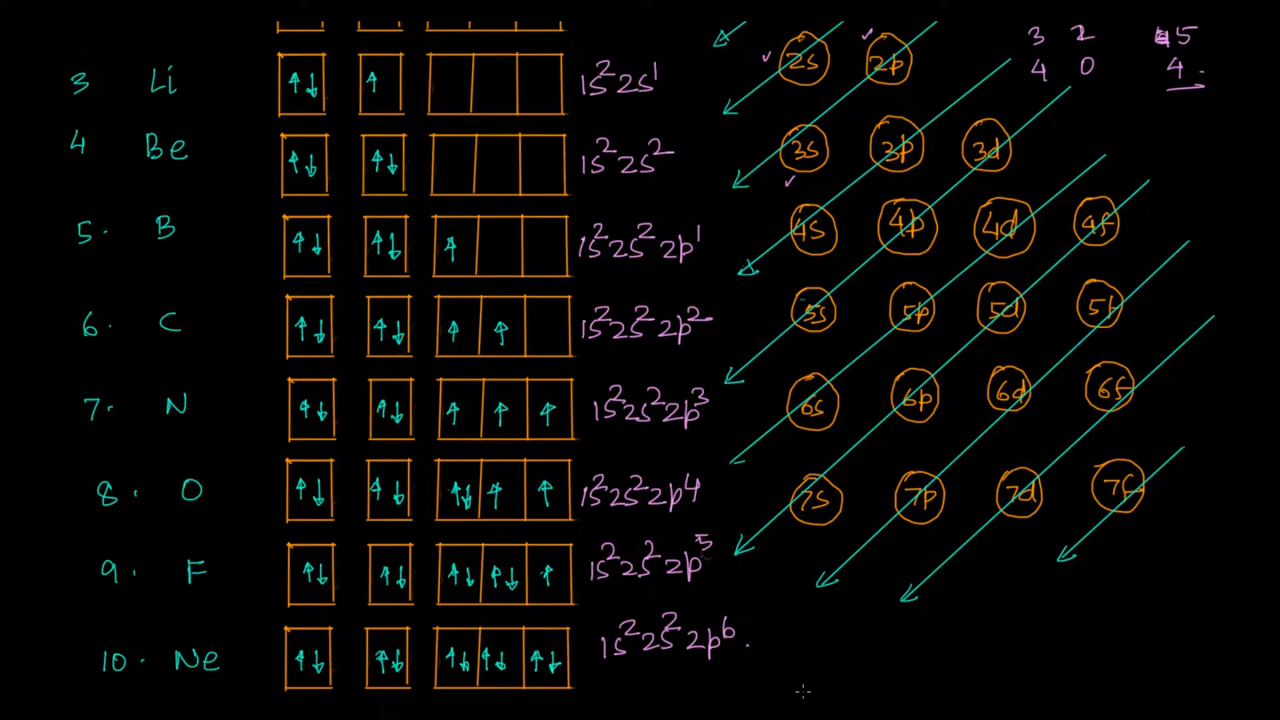 3 Li ↑↓ ↑ 1s² 2s¹
4 Be ↑↓ ↑↓ 1s² 2s²
5. B ↑↓ ↑↓ ↑ 1s² 2s² 2p¹
6. C ↑↓ ↑↓ ↑ ↑ 1s² 2s² 2p²
7. N ↑↓ ↑↓ ↑ ↑ ↑ 1s² 2s² 2p³
8. O ↑↓ ↑↓ ↑↓ ↑ ↑ 1s² 2s² 2p⁴
9. F ↑↓ ↑↓ ↑↓ ↑↓ ↑ 1s² 2s² 2p⁵
10. Ne ↑↓ ↑↓ ↑↓ ↑↓ ↑↓ 1s² 2s² 2p⁶.
2s 2p
3s 3p 3d
4s 4p 4d 4f
5s 5p 5d 5f
6s 6p 6d 6f
7s 7p 7d 7f
3 2 5
4 0 4.